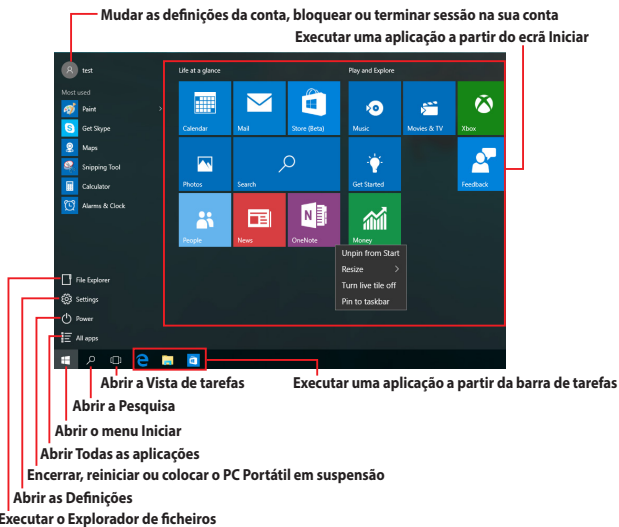 Mudar as definições da conta, bloquear ou terminar sessão na sua conta
Executar uma aplicação a partir do ecrã Iniciar
test
Most used
Paint
Get Skype
Maps
Snipping Tool
Calculator
Alarms & Clock
File Explorer
Settings
Power
All apps
Life at a glance
Play and Explore
Calendar
Mail
Store (Beta)
Music
Movies & TV
Xbox
Photos
Search
Get Started
Feedback
People
News
OneNote
Money
Unpin from Start
Resize
Turn live tile off
Pin to taskbar
Abrir a Vista de tarefas
Executar uma aplicação a partir da barra de tarefas
Abrir a Pesquisa
Abrir o menu Iniciar
Abrir Todas as aplicações
Encerrar, reiniciar ou colocar o PC Portátil em suspensão
Abrir as Definições
Executar o Explorador de ficheiros